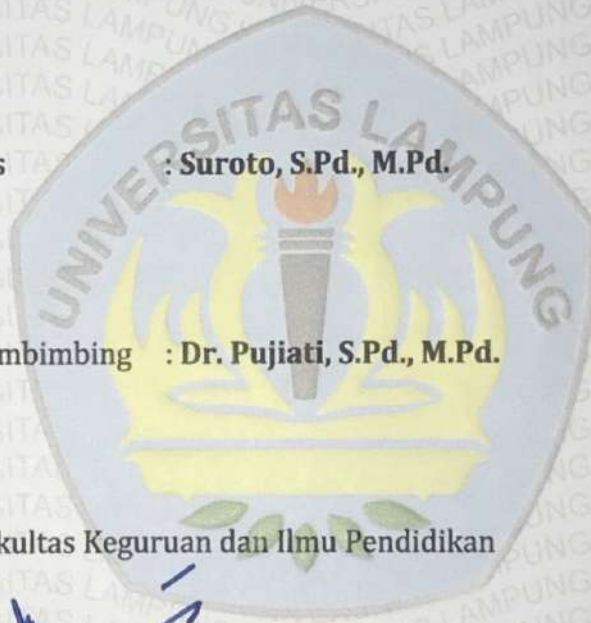 UNIVERSITAS LAMPUNG
s : Suroto, S.Pd., M.Pd.
mbimbing : Dr. Pujiati, S.Pd., M.Pd.
kultas Keguruan dan Ilmu Pendidikan